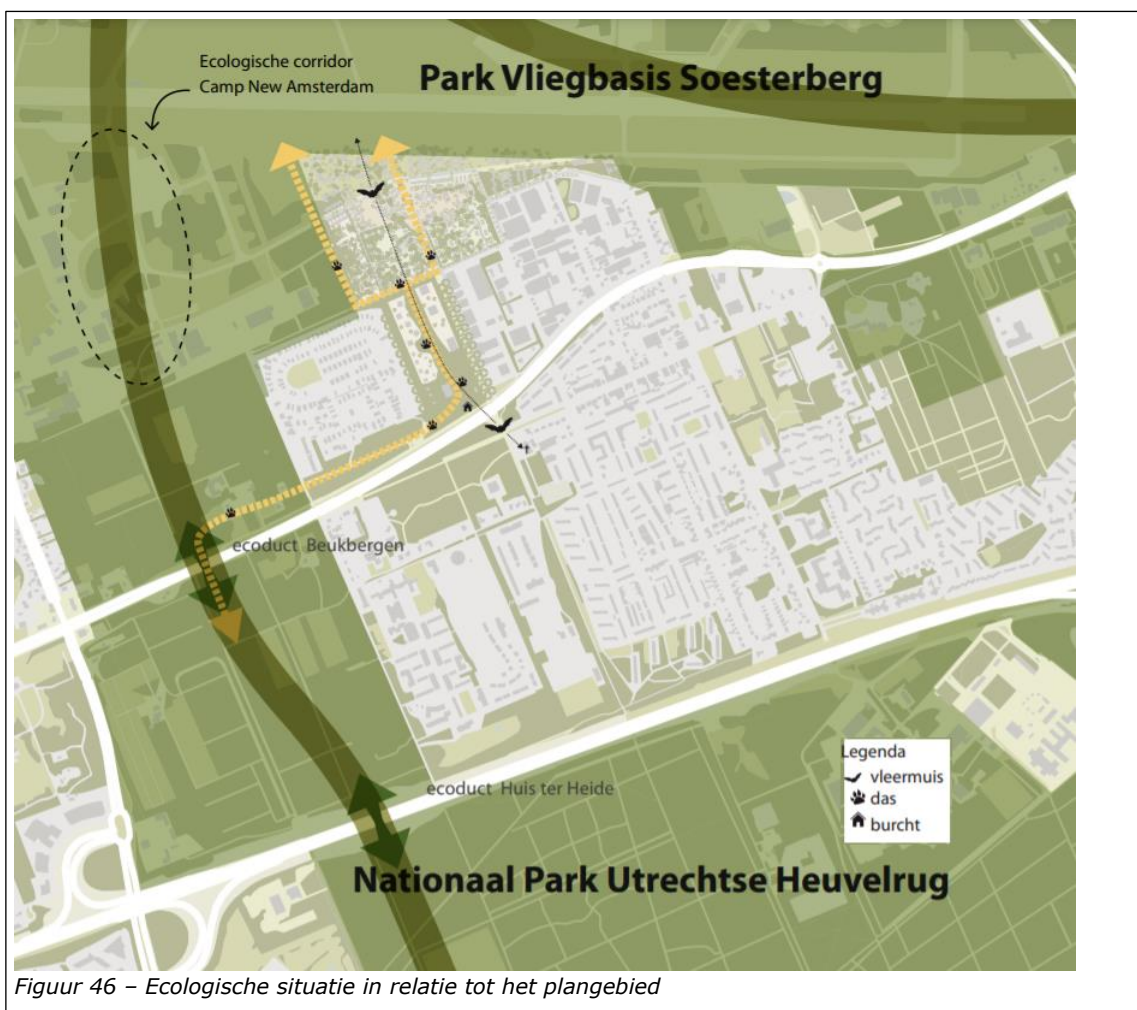 Ecologische corridor
Camp New Amsterdam
Park Vliegbasis Soesterberg
ecoduct Beukbergen
ecoduct Huis ter Heide
Legenda
vleermuis
das
burcht
Nationaal Park Utrechtse Heuvelrug
Figuur 46 – Ecologische situatie in relatie tot het plangebied